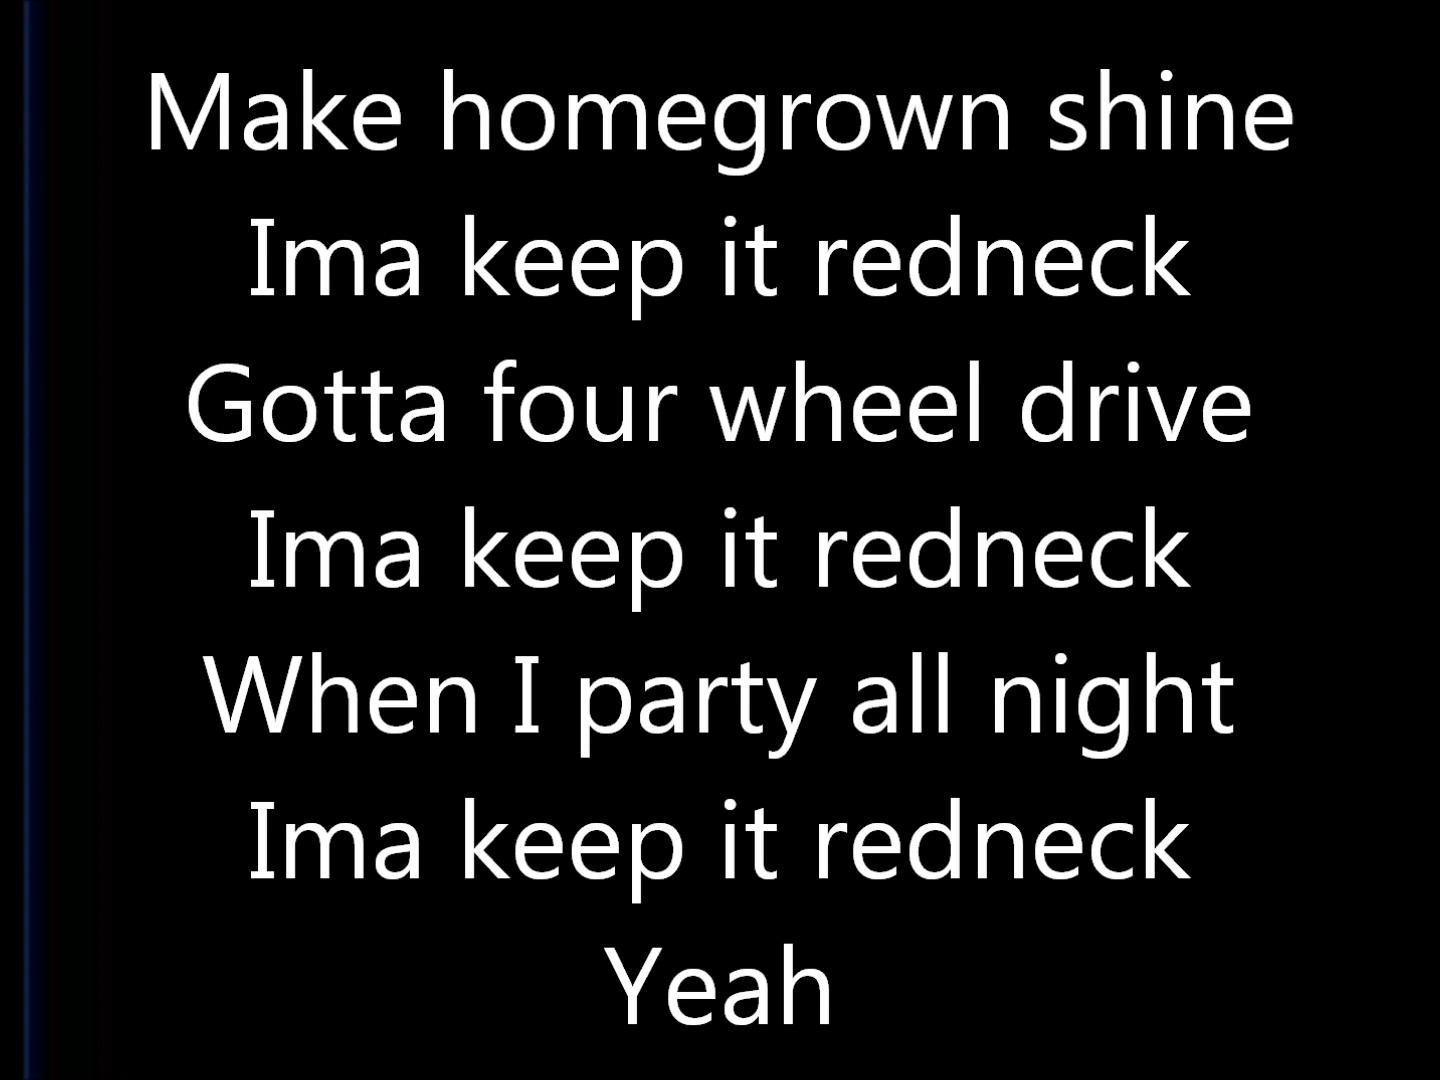 Make homegrown shine
Ima keep it redneck
Gotta four wheel drive
Ima keep it redneck
When I party all night
Ima keep it redneck
Yeah